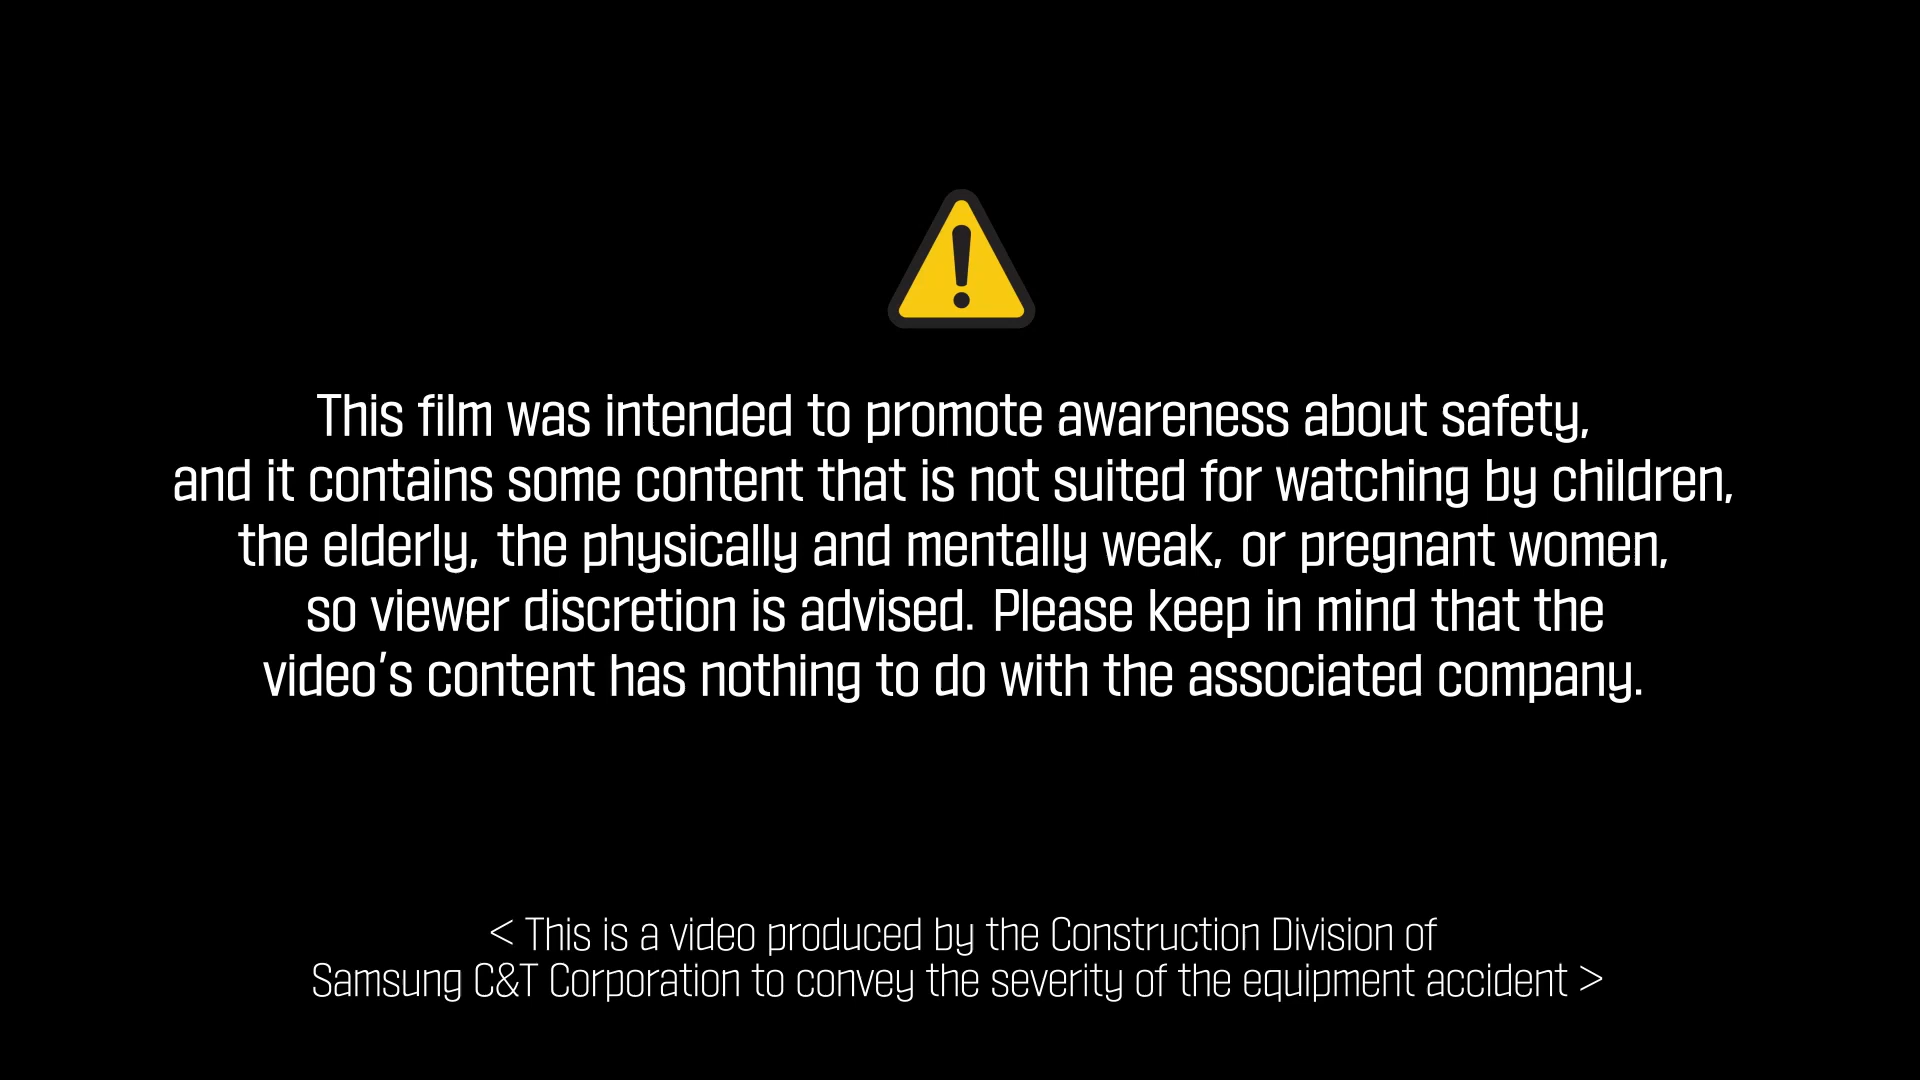 This film was intended to promote awareness about safety,
and it contains some content that is not suited for watching by children,
the elderly, the physically and mentally weak, or pregnant women,
so viewer discretion is advised. Please keep in mind that the
video's content has nothing to do with the associated company.
< This is a video produced by the Construction Division of
Samsung C&T Corporation to convey the severity of the equipment accident >